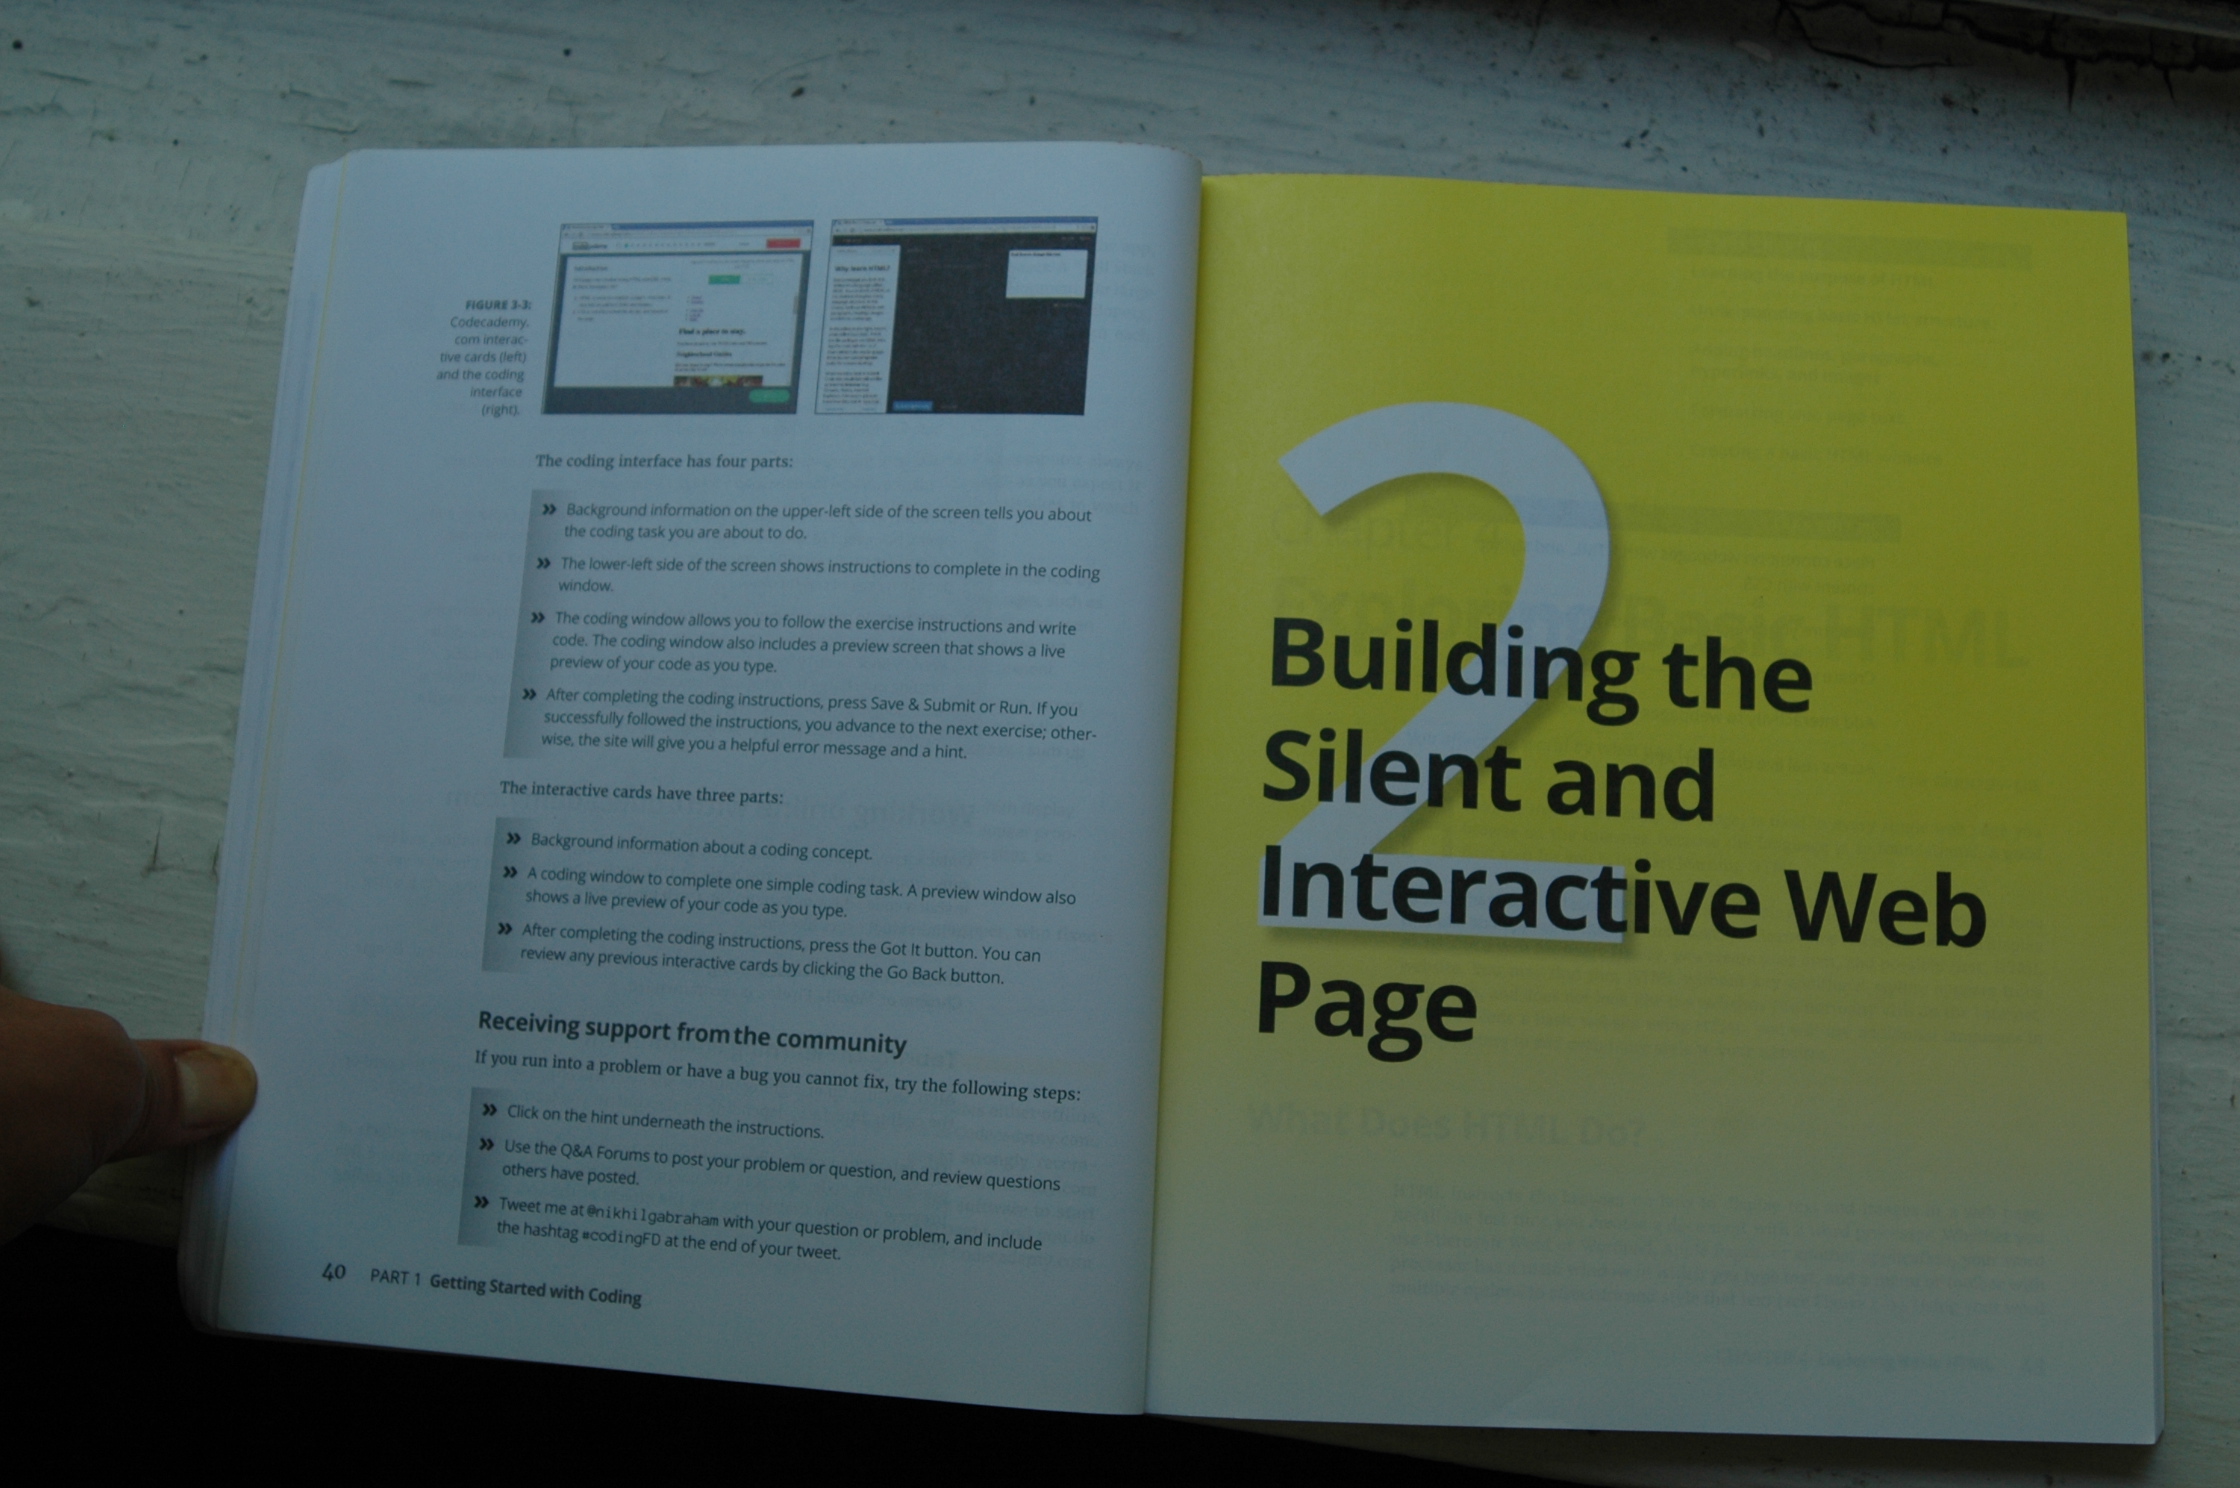 FIGURE 3-3:
Codecademy.
com interac-
tive cards (left)
and the coding
interface
(right).
The coding interface has four parts:
» Background information on the upper-left side of the screen tells you about
the coding task you are about to do.
» The lower-left side of the screen shows instructions to complete in the coding
window.
» The coding window allows you to follow the exercise instructions and write
code. The coding window also includes a preview screen that shows a live
preview of your code as you type.
» After completing the coding instructions, press Save & Submit or Run. If you
successfully followed the instructions, you advance to the next exercise; other-
wise, the site will give you a helpful error message and a hint.
The interactive cards have three parts:
» Background information about a coding concept.
» A coding window to complete one simple coding task. A preview window also
shows a live preview of your code as you type.
» After completing the coding instructions, press the Got It button. You can
review any previous interactive cards by clicking the Go Back button.
Receiving support from the community
If you run into a problem or have a bug you cannot fix, try the following steps:
» Click on the hint underneath the instructions.
» Use the Q&A Forums to post your problem or question, and review questions
others have posted.
» Tweet me at @nikhilgabraham with your question or problem, and include
the hashtag #codingFD at the end of your tweet.
40 PART 1 Getting Started with Coding
2
Building the
Silent and
Interactive Web
Page